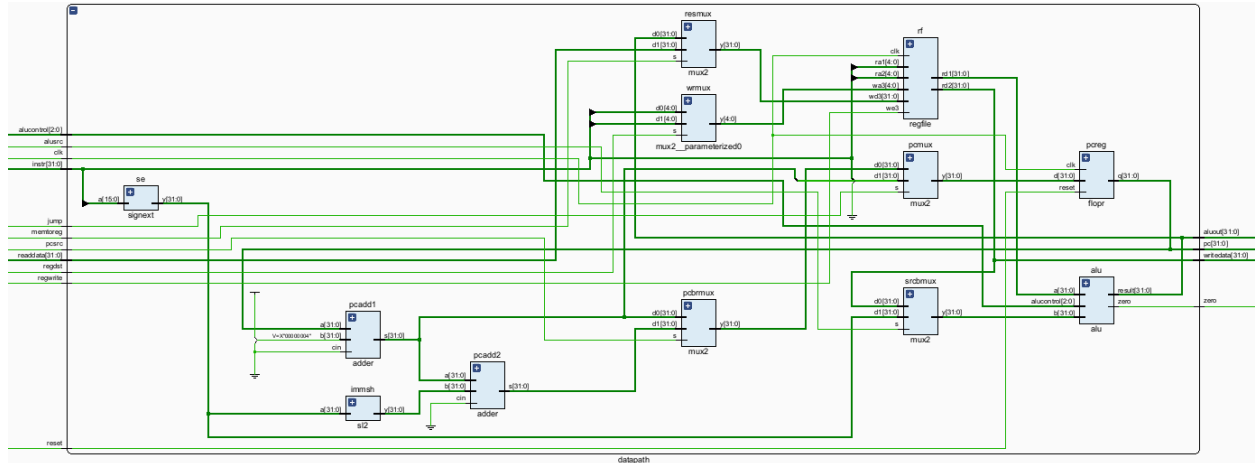 resmux
d0[31:0]
d1[31:0]
s
y[31:0]
mux2
rf
clk
ra1[4:0]
ra2[4:0]
wa3[4:0]
wd3[31:0]
we3
rd1[31:0]
rd2[31:0]
regfile
wrmux
d0[4:0]
d1[4:0]
s
y[4:0]
mux2__parameterized0
alucontrol[2:0]
alusrc
clk
instr[31:0]
se
a[15:0]
y[31:0]
signext
pcmux
d0[31:0]
d1[31:0]
s
y[31:0]
mux2
pcreg
clk
d[31:0]
reset
q[31:0]
flopr
jump
memtoreg
pcsrc
readdata[31:0]
regdst
regwrite
aluout[31:0]
pc[31:0]
writedata[31:0]
zero
pcadd1
a[31:0]
V=X"00000004"
b[31:0]
cin
s[31:0]
adder
pcbrmux
d0[31:0]
d1[31:0]
s
y[31:0]
mux2
srcbmux
d0[31:0]
d1[31:0]
s
y[31:0]
mux2
alu
a[31:0]
alucontrol[2:0]
b[31:0]
result[31:0]
zero
alu
pcadd2
a[31:0]
b[31:0]
cin
s[31:0]
adder
immsh
a[31:0]
y[31:0]
sl2
reset
datapath